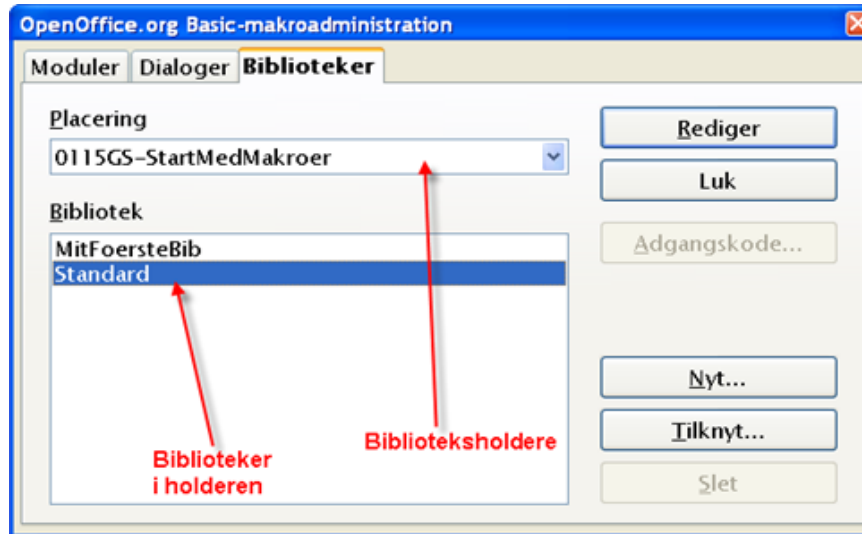 OpenOffice.org Basic-makroadministration
Moduler Dialoger Biblioteker
Placering
0115GS-StartMedMakroer
Bibliotek
MitFoersteBib
Standard
Biblioteker
i holderen
Biblioteksholdere
Rediger
Luk
Adgangskode...
Nyt...
Tilknyt...
Slet